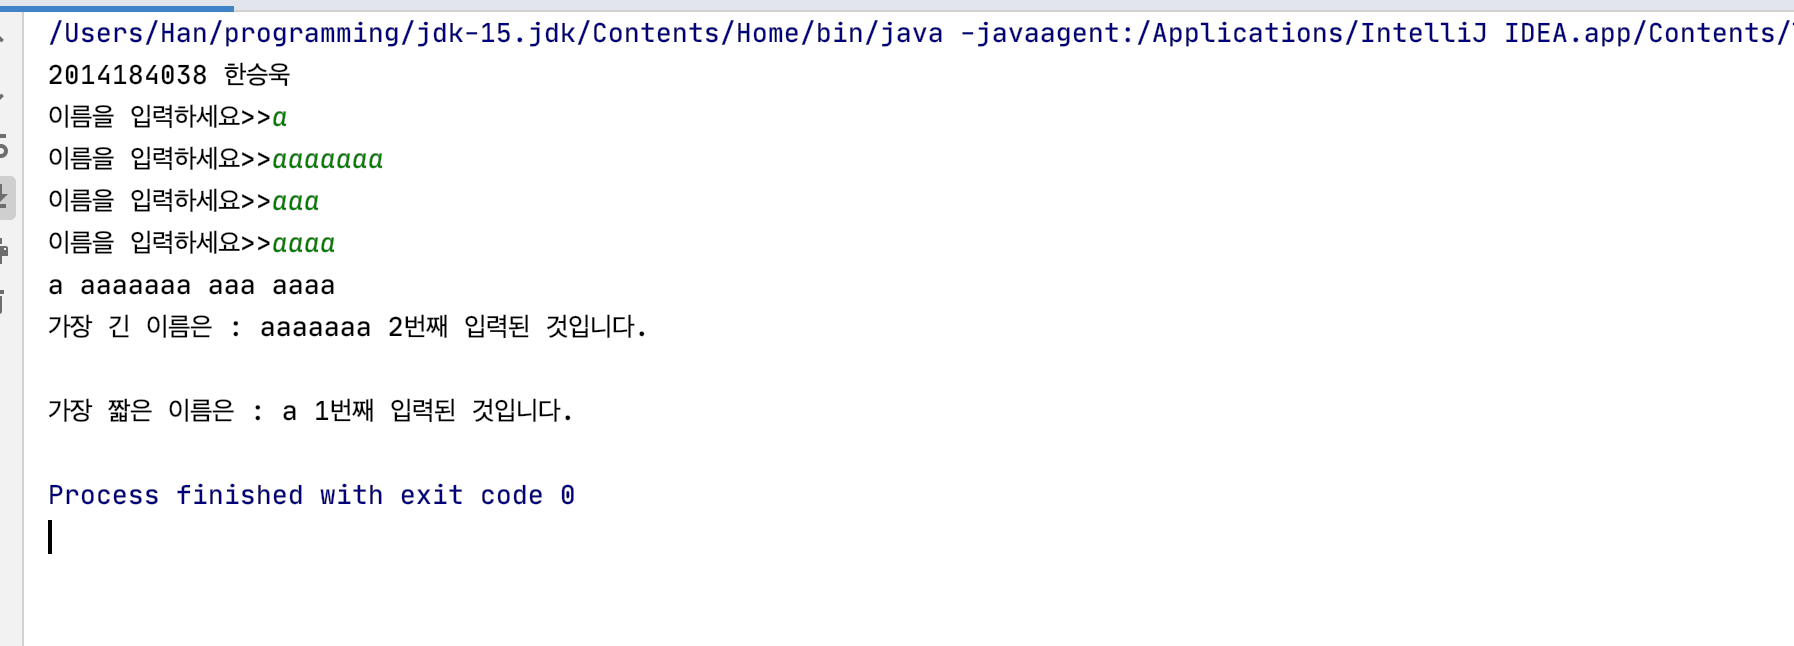 /Users/Han/programming/jdk-15.jdk/Contents/Home/bin/java -javaagent:/Applications/IntelliJ IDEA.app/Contents/
2014184038 한승욱
이름을 입력하세요>>a
이름을 입력하세요>>aaaaaaa
이름을 입력하세요>>aaa
이름을 입력하세요>>aaaa
a aaaaaaa aaa aaaa
가장 긴 이름은 : aaaaaaa 2번째 입력된 것입니다.
가장 짧은 이름은 : a 1번째 입력된 것입니다.
Process finished with exit code 0